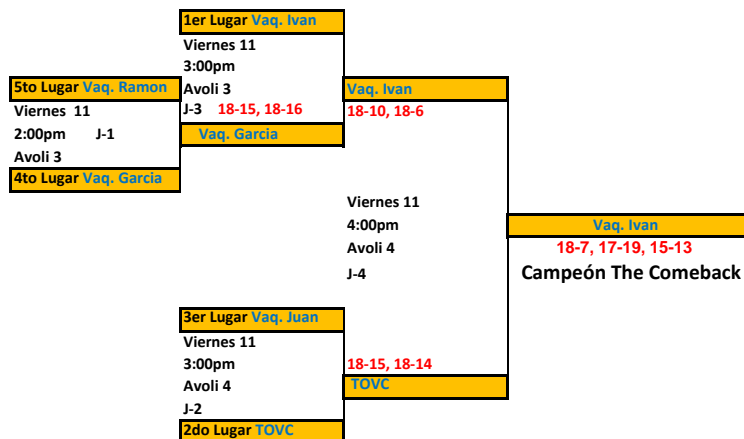 1er Lugar Vaq. Ivan
Viernes 11
3:00pm
Avoli 3
J-3 18-15, 18-16
Vaq. Garcia
5to Lugar Vaq. Ramon
Viernes 11
2:00pm J-1
Avoli 3
4to Lugar Vaq. Garcia
Vaq. Ivan
18-10, 18-6
Viernes 11
4:00pm
Avoli 4
J-4
Vaq. Ivan
18-7, 17-19, 15-13
Campeón The Comeback
3er Lugar Vaq. Juan
Viernes 11
3:00pm
Avoli 4
J-2
2do Lugar TOVC
18-15, 18-14
TOVC